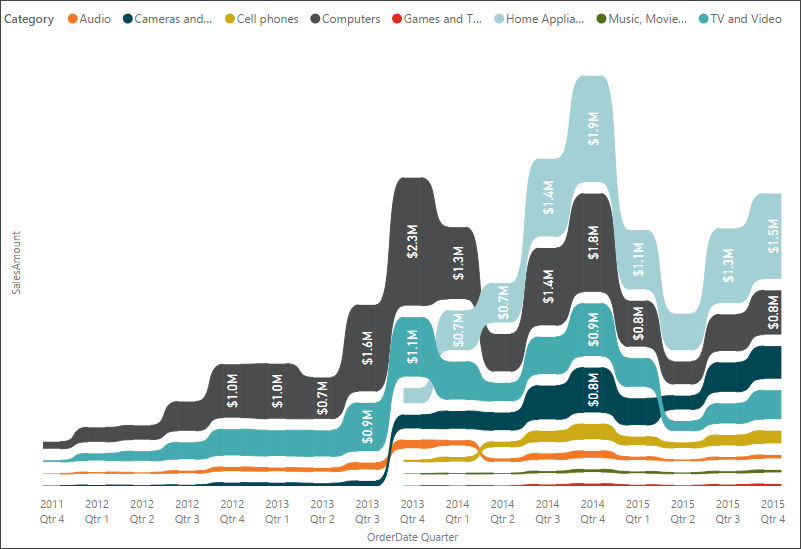 Category Audio Cameras and... Cell phones Computers Games and T... Home Applia... Music, Movie... TV and Video
SalesAmount
$1.9M
$1.4M
$2.3M
$1.8M
$1.5M
$1.3M
$1.1M
$1.3M
$0.7M
$1.4M
$0.8M
$0.8M
$1.6M
$1.1M
$0.7M
$0.9M
$1.0M
$1.0M
$0.7M
$0.8M
$0.9M
2011 2012 2012 2012 2012 2013 2013 2013 2013 2014 2014 2014 2014 2015 2015 2015 2015
Qtr 4 Qtr 1 Qtr 2 Qtr 3 Qtr 4 Qtr 1 Qtr 2 Qtr 3 Qtr 4 Qtr 1 Qtr 2 Qtr 3 Qtr 4 Qtr 1 Qtr 2 Qtr 3 Qtr 4
OrderDate Quarter